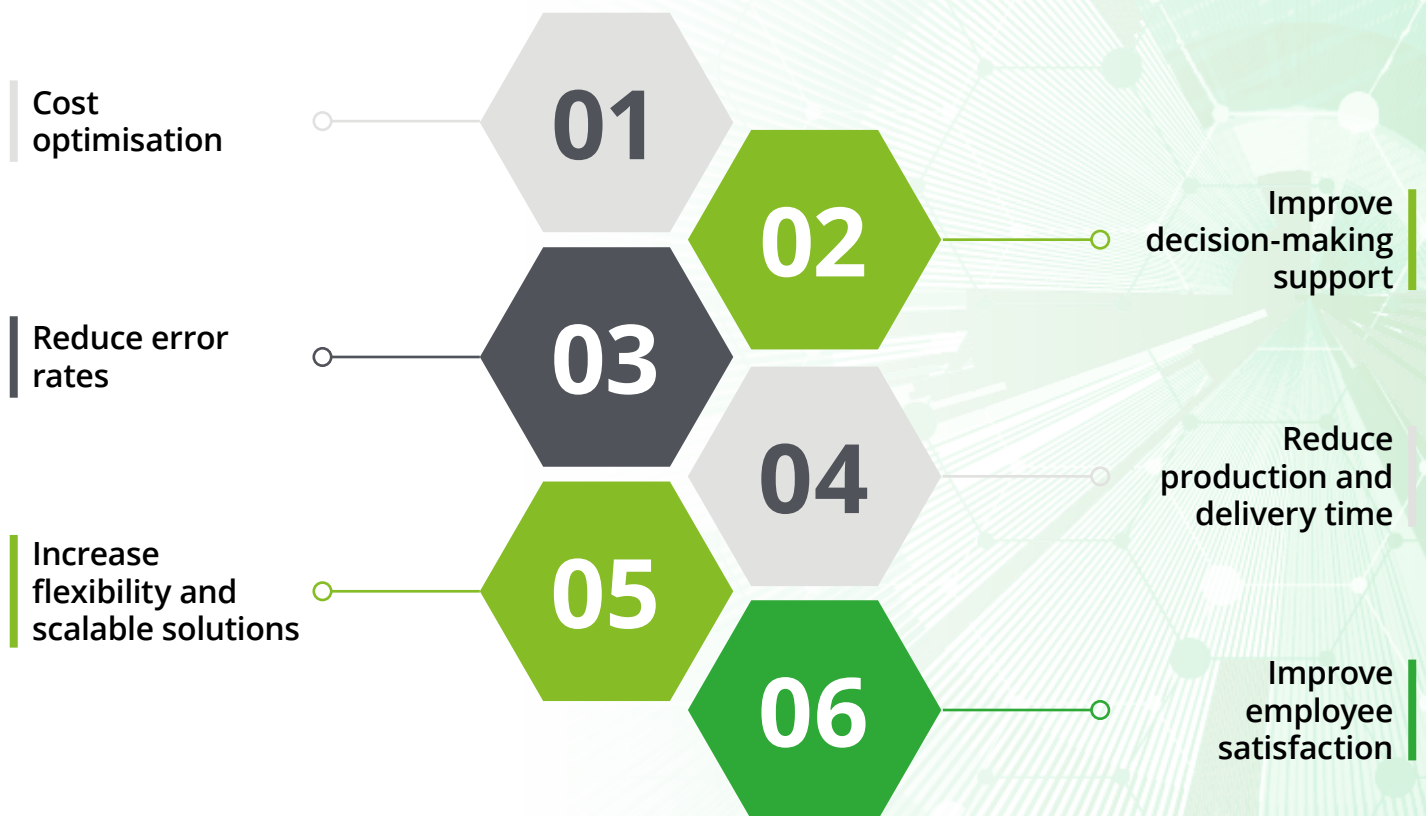 01
Cost
optimisation
02
Improve
decision-making
support
03
Reduce error
rates
04
Reduce
production and
delivery time
05
Increase
flexibility and
scalable solutions
06
Improve
employee
satisfaction